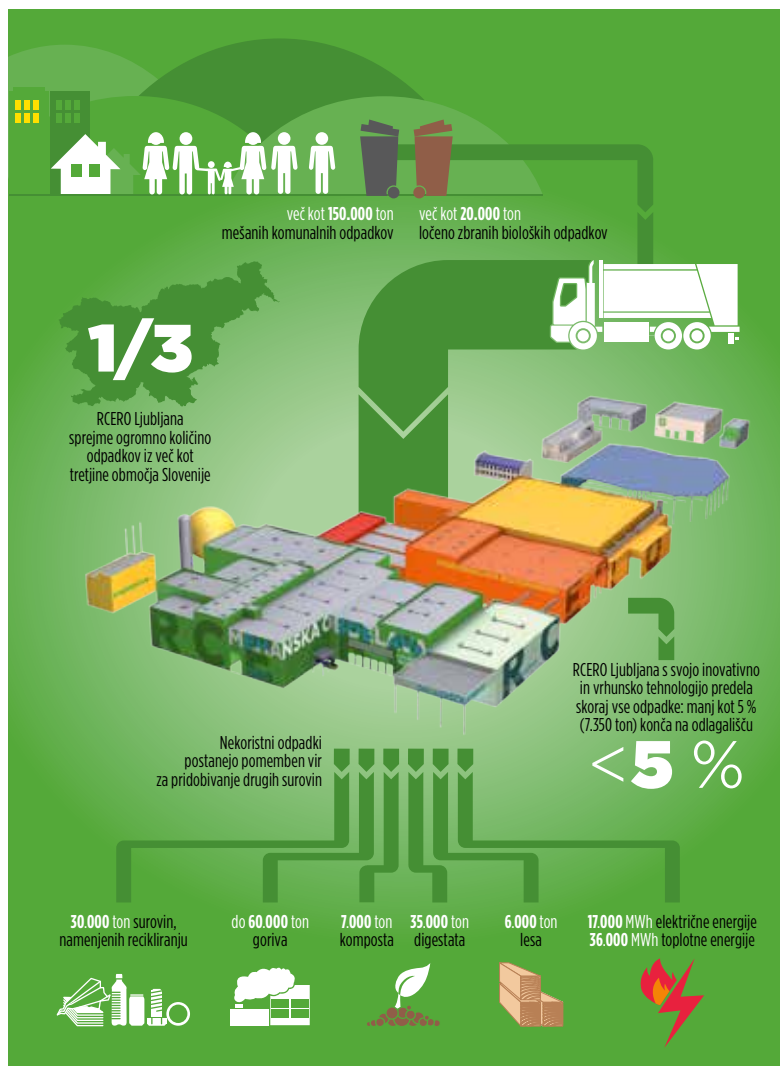 več kot 150.000 ton
mešanih komunalnih odpadkov
več kot 20.000 ton
ločeno zbranih bioloških odpadkov
1/3
RCERO Ljubljana
sprejme ogromno količino
odpadkov iz več kot
tretjine območja Slovenije
RCERO Ljubljana s svojo inovativno
in vrhunsko tehnologijo predela
skoraj vse odpadke: manj kot 5 %
(7.350 ton) konča na odlagališču
<5 %
Nekoristni odpadki
postanejo pomemben vir
za pridobivanje drugih surovin
30.000 ton surovin,
namenjenih recikliranju
do 60.000 ton
goriva
7.000 ton
komposta
35.000 ton
digestata
6.000 ton
lesa
17.000 MWh električne energije
36.000 MWh toplotne energije